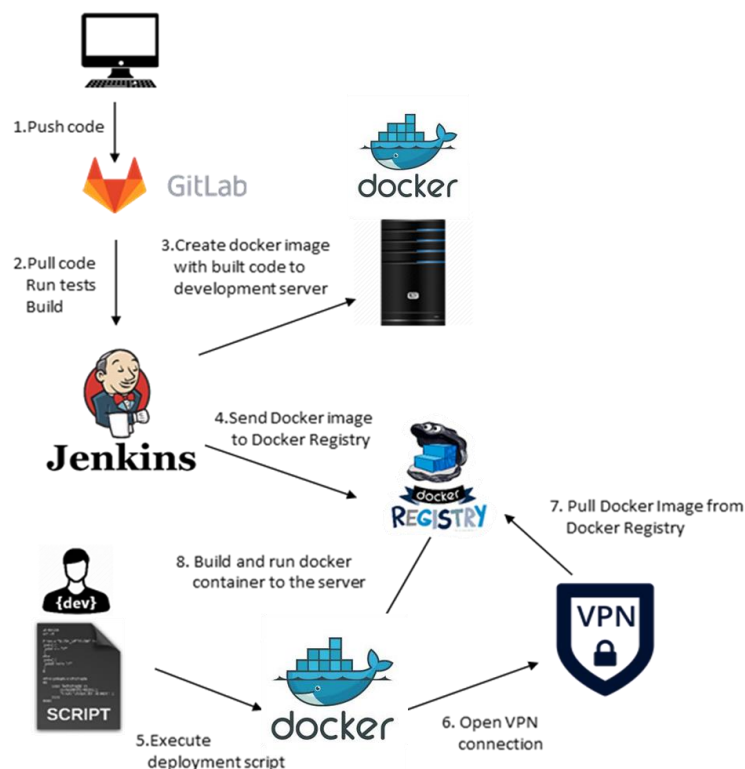 1.Push code
GitLab
docker
2.Pull code
Run tests
Build
3.Create docker image
with built code to
development server
Jenkins
4.Send Docker image
to Docker Registry
docker
REGISTRY
7. Pull Docker Image from
Docker Registry
8. Build and run docker
container to the server
{dev}
VPN
SCRIPT
docker
5.Execute
deployment script
6. Open VPN
connection